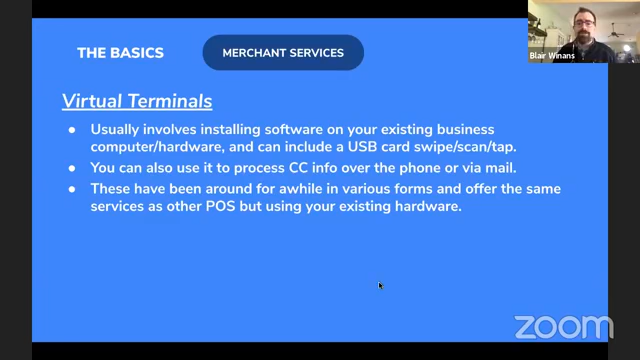 THE BASICS
MERCHANT SERVICES
Blair Winans
Virtual Terminals
● Usually involves installing software on your existing business
computer/hardware, and can include a USB card swipe/scan/tap.
● You can also use it to process CC info over the phone or via mail.
● These have been around for awhile in various forms and offer the same
services as other POS but using your existing hardware.
zoom